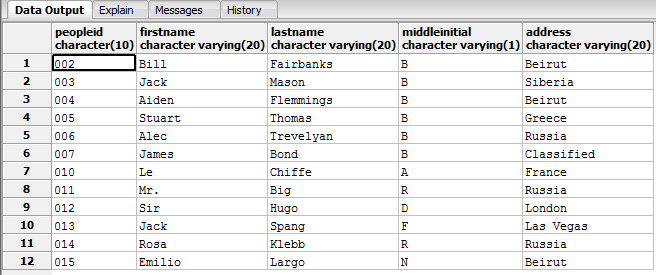 Data Output Explain Messages History
peopleid firstname lastname middleinitial address
character(10) character varying(20) character varying(20) character varying(1) character varying(20)
1 002 Bill Fairbanks B Beirut
2 003 Jack Mason B Siberia
3 004 Aiden Flemmings B Beirut
4 005 Stuart Thomas B Greece
5 006 Alec Trevelyan B Russia
6 007 James Bond B Classified
7 010 Le Chiffe A France
8 011 Mr. Big R Russia
9 012 Sir Hugo D London
10 013 Jack Spang F Las Vegas
11 014 Rosa Klebb R Russia
12 015 Emilio Largo N Beirut